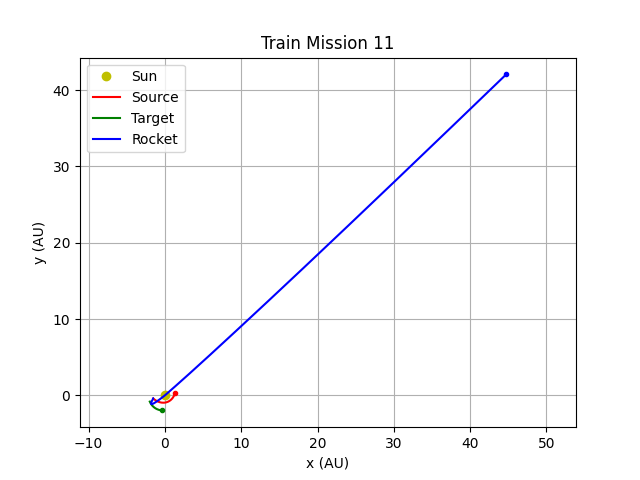 Train Mission 11
Sun
Source
Target
Rocket
40
30
20
10
0
y (AU)
−10 0 10 20 30 40 50
x (AU)